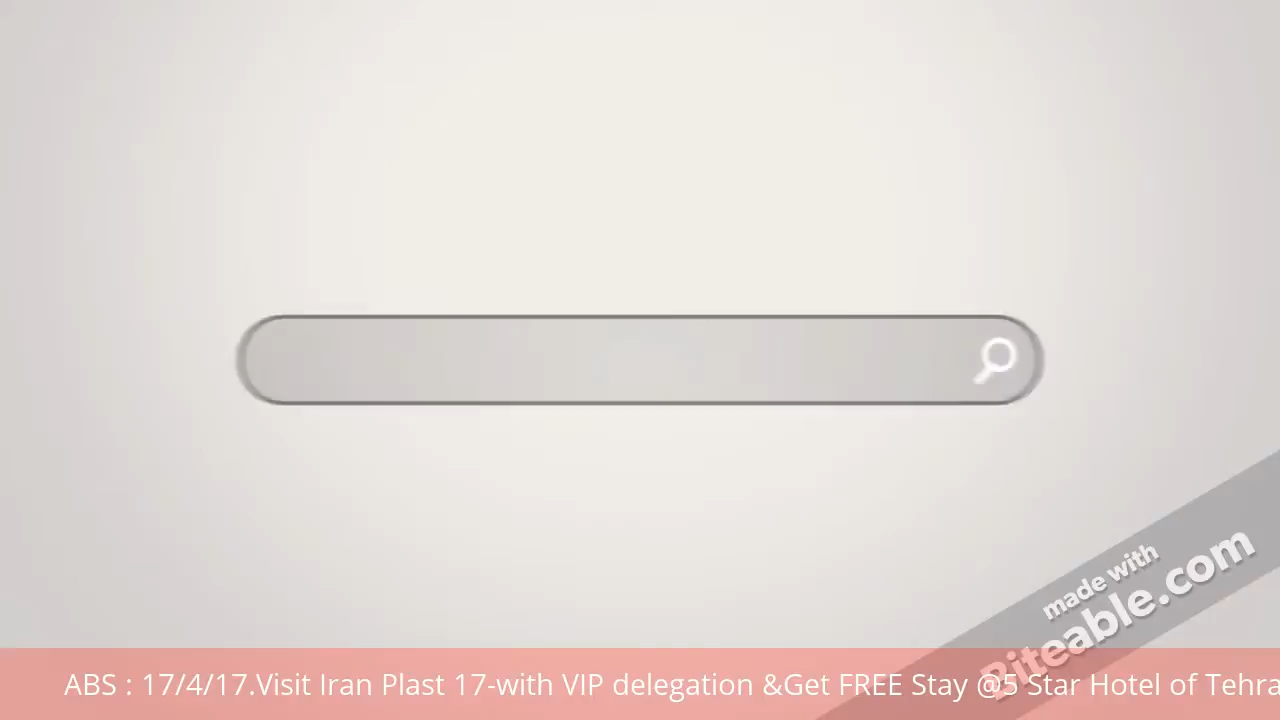 made with
Biteable.com
ABS : 17/4/17.Visit Iran Plast 17-with VIP delegation &Get FREE Stay @5 Star Hotel of Tehra